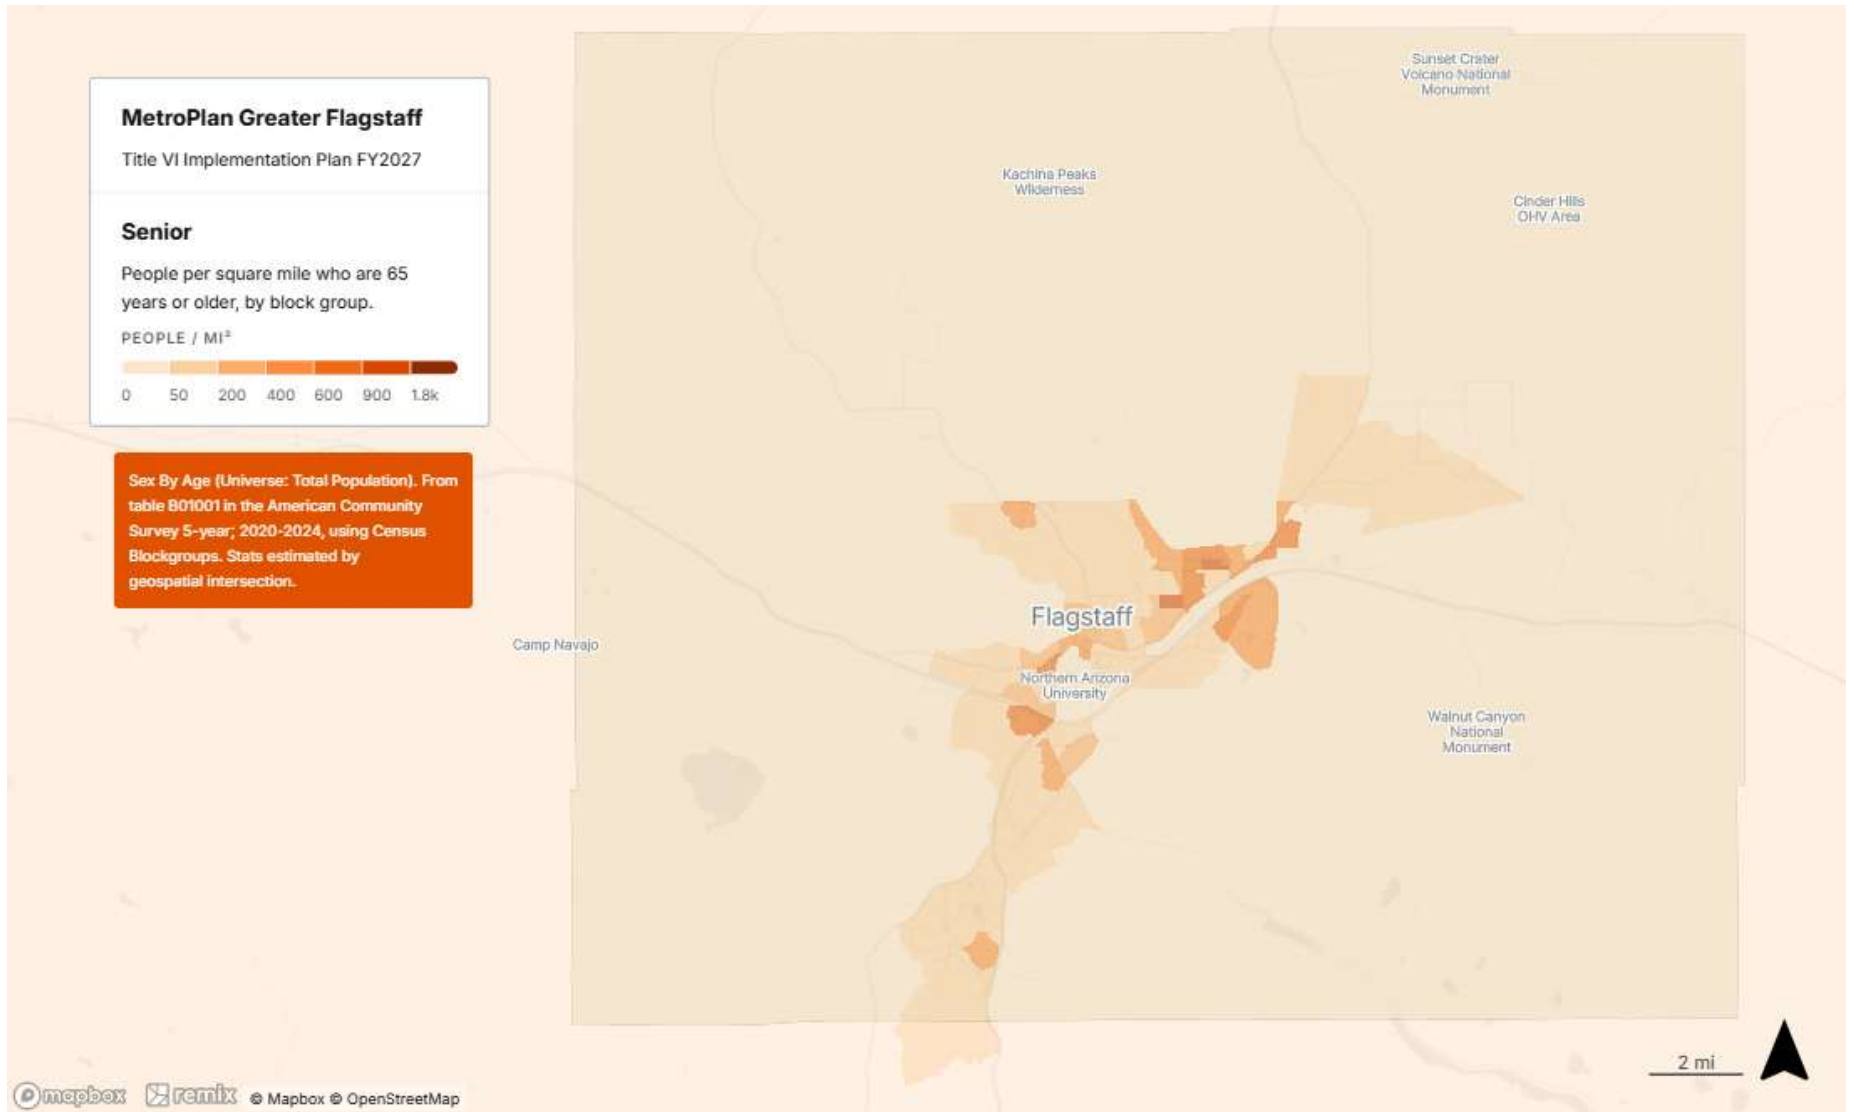 MetroPlan Greater Flagstaff
Title VI Implementation Plan FY2027
Senior
People per square mile who are 65
years or older, by block group.
PEOPLE / MI²
0 50 200 400 600 900 1.8k
Sex By Age (Universe: Total Population). From
table B01001 in the American Community
Survey 5-year; 2020-2024, using Census
Blockgroups. Stats estimated by
geospatial intersection.
Sunset Crater
Volcano National
Monument
Kachina Peaks
Wilderness
Cinder Hills
OHV Area
Flagstaff
Camp Navajo
Northern Arizona
University
Walnut Canyon
National
Monument
2 mi
mapbox remix © Mapbox © OpenStreetMap